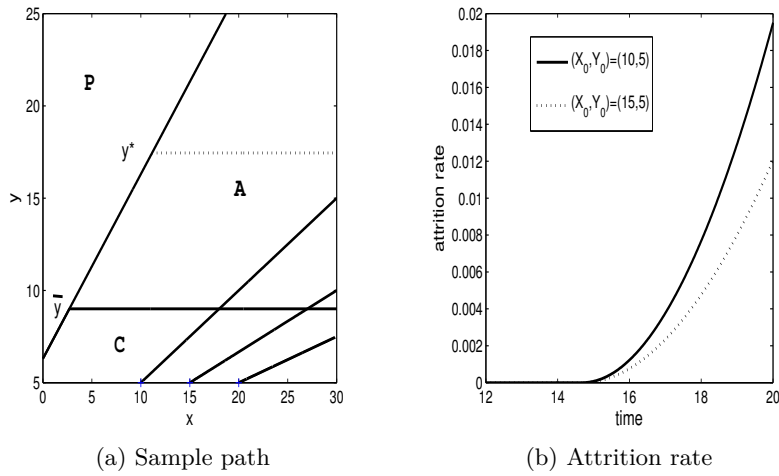 25
20
15
10
5
y
P
y*
A
y̅
C
0 5 10 15 20 25 30
x
(a) Sample path
0.02
0.018
0.016
0.014
0.012
0.01
0.008
0.006
0.004
0.002
0
attrition rate
(X₀,Y₀)=(10,5)
(X₀,Y₀)=(15,5)
12 14 16 18 20
time
(b) Attrition rate